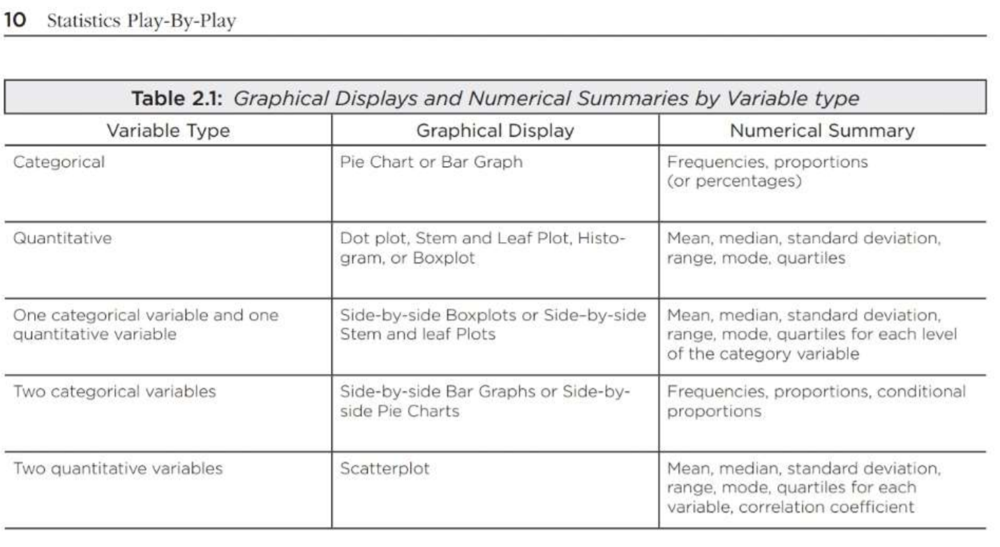 10 Statistics Play-By-Play
Table 2.1: Graphical Displays and Numerical Summaries by Variable type
Variable Type
Graphical Display
Numerical Summary
Categorical
Pie Chart or Bar Graph
Frequencies, proportions
(or percentages)
Quantitative
Dot plot, Stem and Leaf Plot, Histo-
gram, or Boxplot
Mean, median, standard deviation,
range, mode, quartiles
One categorical variable and one
quantitative variable
Side-by-side Boxplots or Side–by-side
Stem and leaf Plots
Mean, median, standard deviation,
range, mode, quartiles for each level
of the category variable
Two categorical variables
Side-by-side Bar Graphs or Side-by-
side Pie Charts
Frequencies, proportions, conditional
proportions
Two quantitative variables
Scatterplot
Mean, median, standard deviation,
range, mode, quartiles for each
variable, correlation coefficient